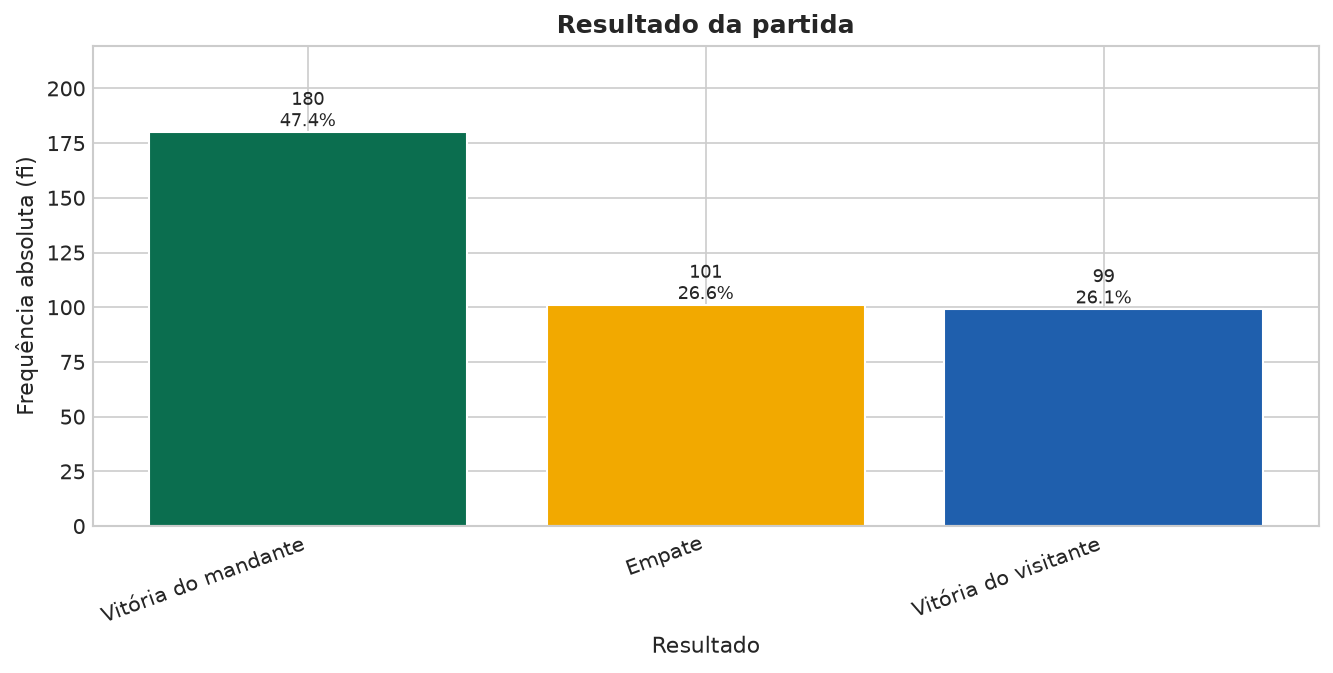 Resultado da partida
Frequência absoluta (fi)
200
175
150
125
100
75
50
25
0
180
47.4%
101
26.6%
99
26.1%
Vitória do mandante
Empate
Vitória do visitante
Resultado